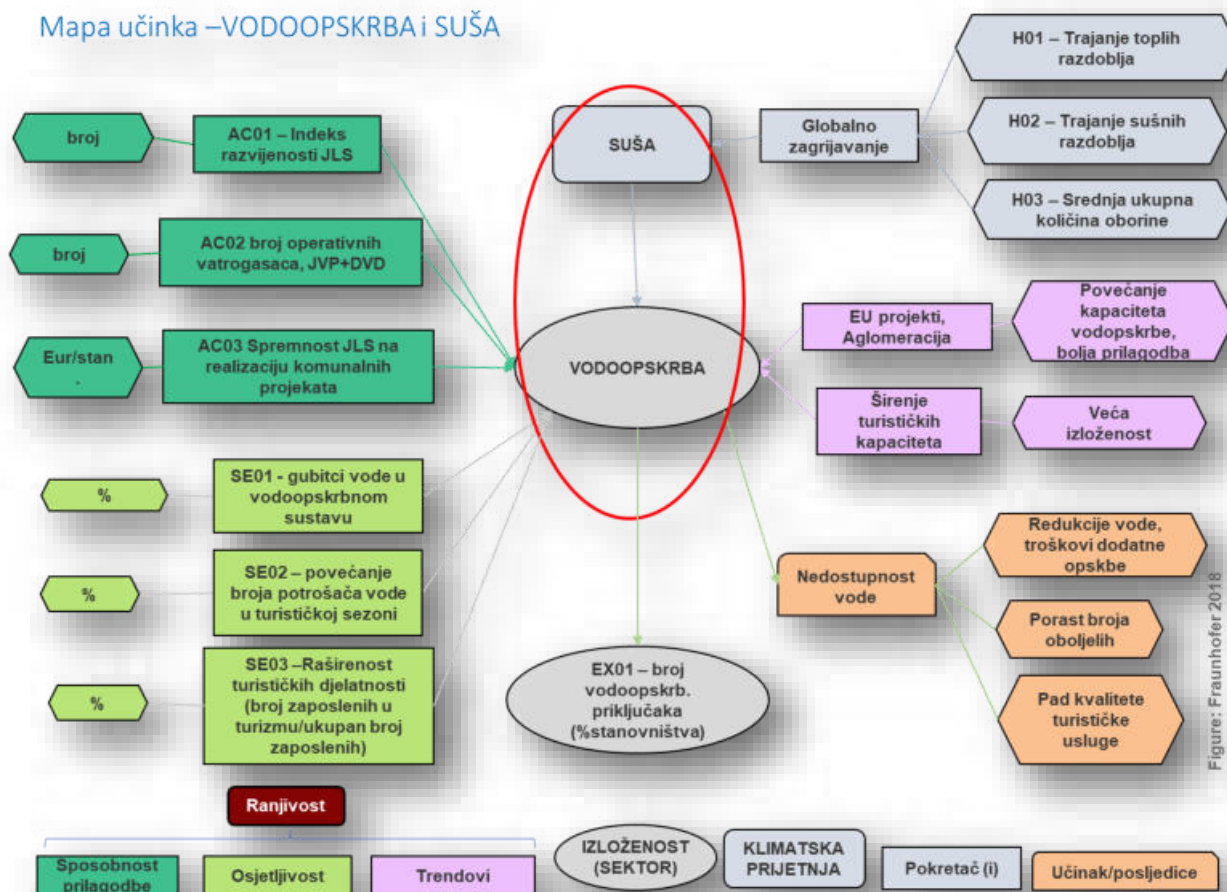 Mapa učinka –VODOOPSKRBA i SUŠA
broj
AC01 – Indeks
razvijenosti JLS
broj
AC02 broj operativnih
vatrogasaca, JVP+DVD
Eur/stan
.
AC03 Spremnost JLS na
realizaciju komunalnih
projekata
%
SE01 - gubitci vode u
vodoopskrbnom
sustavu
%
SE02 – povećanje
broja potrošača vode
u turističkoj sezoni
%
SE03 –Raširenost
turističkih djelatnosti
(broj zaposlenih u
turizmu/ukupan broj
zaposlenih)
SUŠA
Globalno
zagrijavanje
H01 – Trajanje toplih
razdoblja
H02 – Trajanje sušnih
razdoblja
H03 – Srednja ukupna
količina oborine
VODOOPSKRBA
EU projekti,
Aglomeracija
Povećanje
kapaciteta
vodopskrbe,
bolja prilagodba
Širenje
turističkih
kapaciteta
Veća
izloženost
Nedostupnost
vode
Redukcije vode,
troškovi dodatne
opskbe
Porast broja
oboljelih
Pad kvalitete
turističke
usluge
EX01 – broj
vodoopskrb.
priključaka
(%stanovništva)
Figure: Fraunhofer 2018
Ranjivost
Sposobnost
prilagodbe
Osjetljivost
Trendovi
IZLOŽENOST
(SEKTOR)
KLIMATSKA
PRIJETNJA
Pokretač (i)
Učinak/posljedice